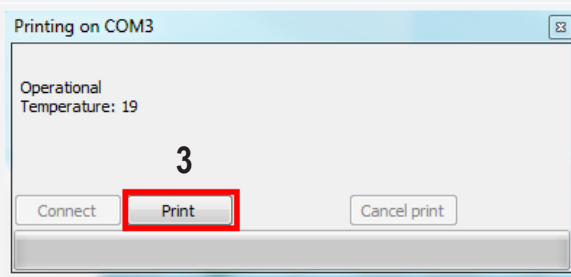 Printing on COM3
Operational
Temperature: 19
3
Connect Print Cancel print